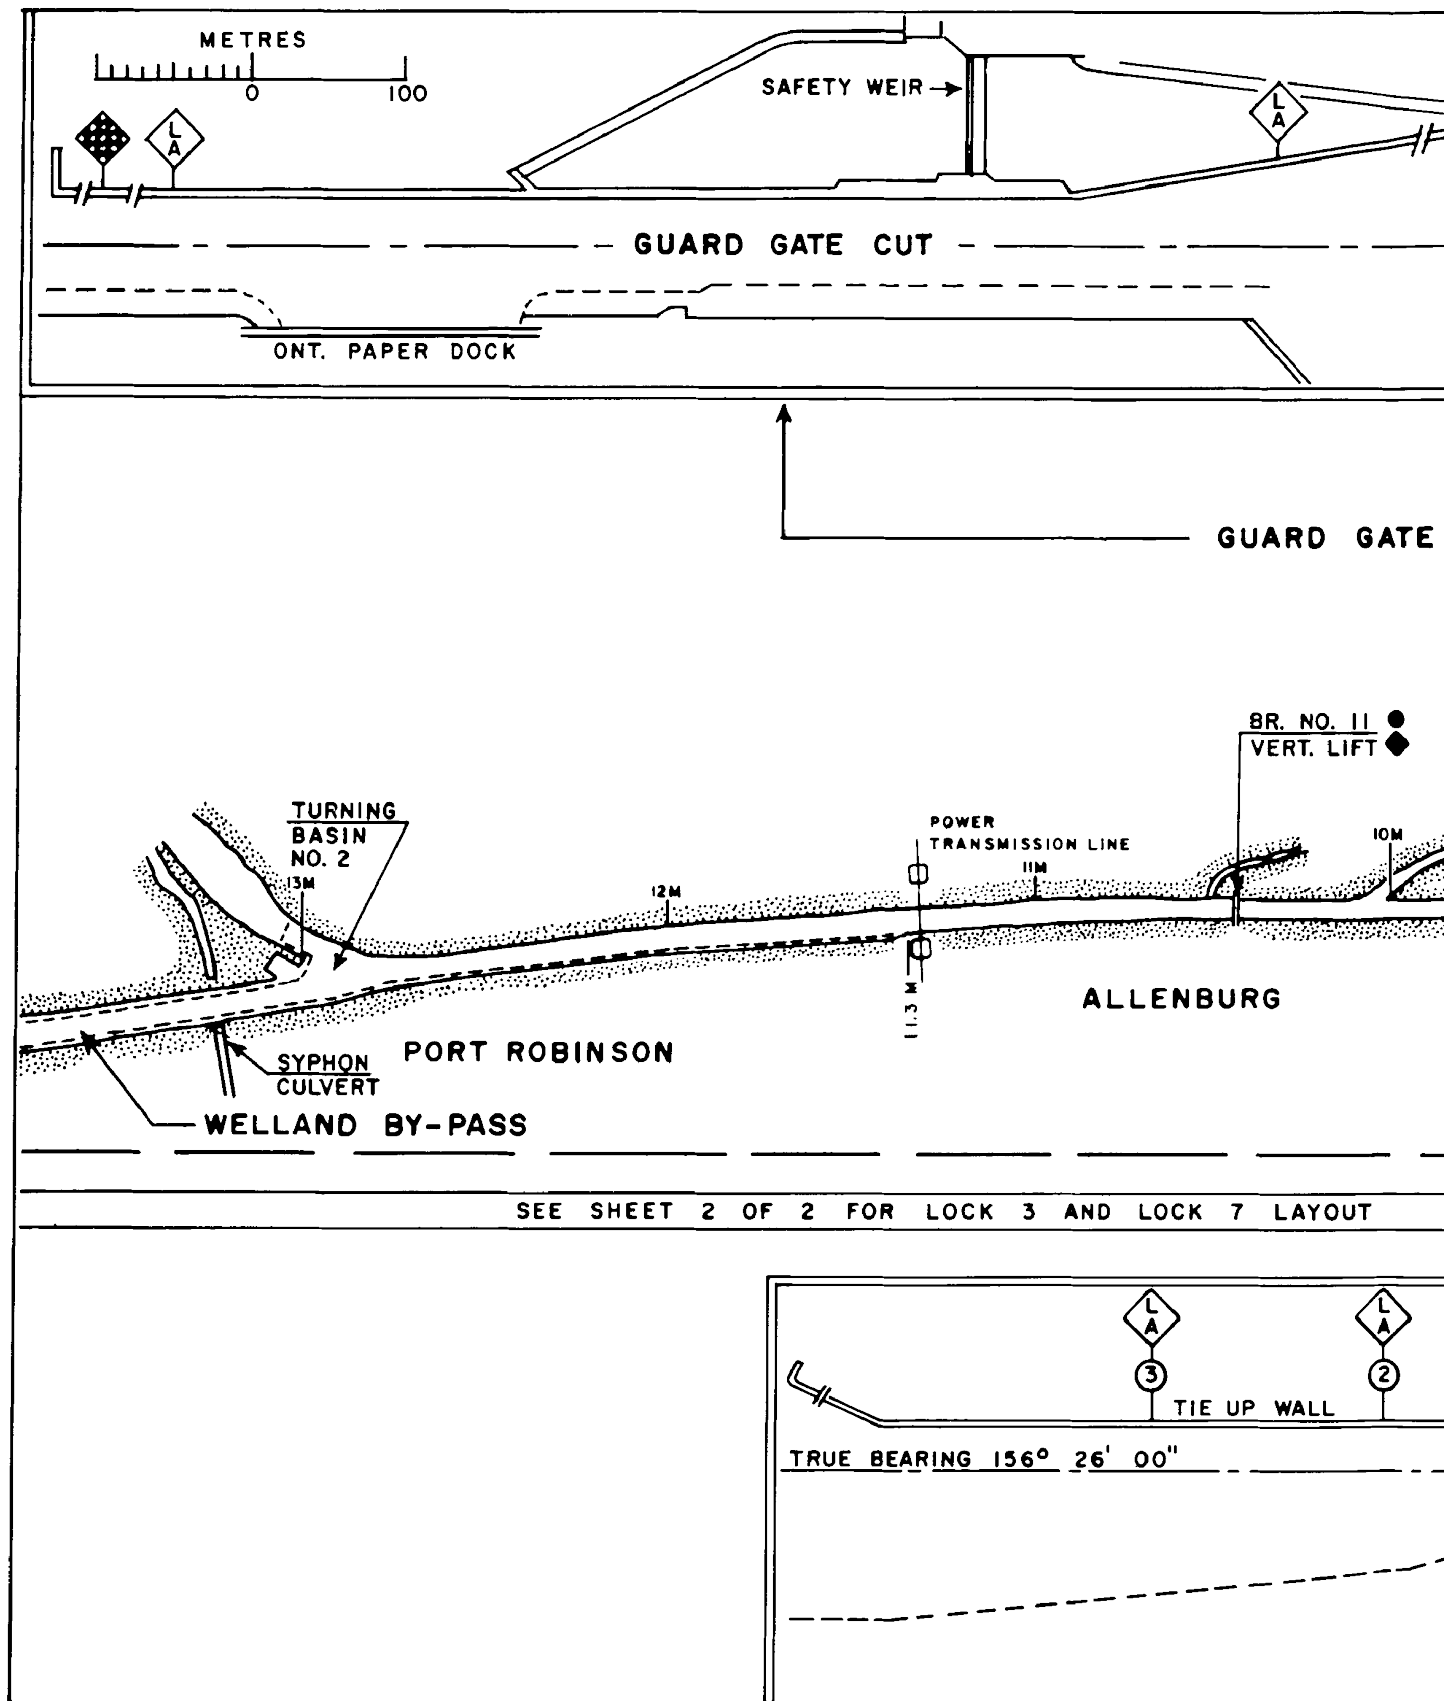 METRES
0 100
L
A
SAFETY WEIR
L
A
GUARD GATE CUT
ONT. PAPER DOCK
GUARD GATE
BR. NO. 11
VERT. LIFT
TURNING
BASIN
NO. 2
13M
12M
POWER
TRANSMISSION LINE
11M
10M
11.3 M
ALLENBURG
PORT ROBINSON
SYPHON
CULVERT
WELLAND BY-PASS
SEE SHEET 2 OF 2 FOR LOCK 3 AND LOCK 7 LAYOUT
L
A
3
L
A
2
TIE UP WALL
TRUE BEARING 156° 26' 00"